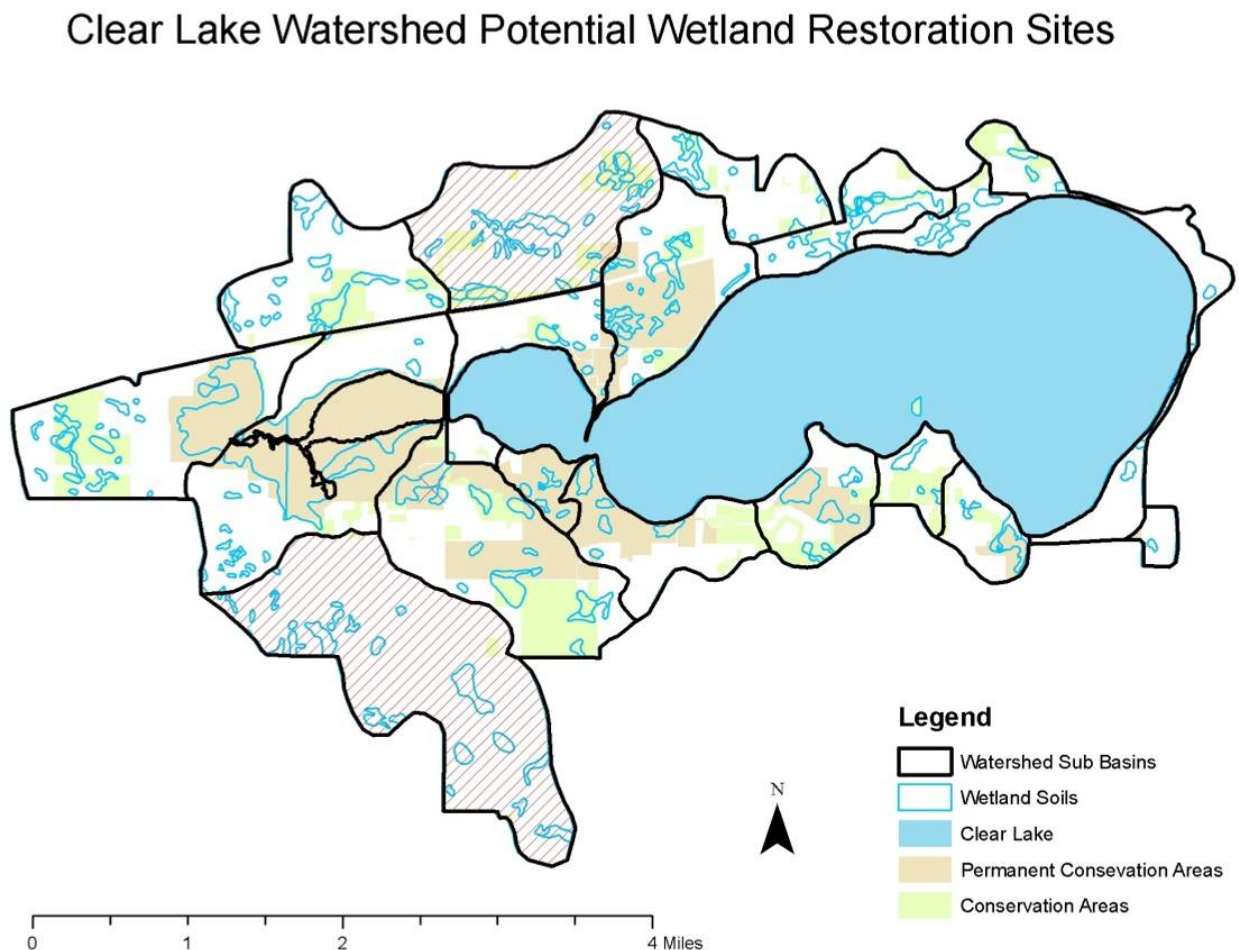 Clear Lake Watershed Potential Wetland Restoration Sites
Legend
Watershed Sub Basins
Wetland Soils
N
Clear Lake
Permanent Consevation Areas
Conservation Areas
0 1 2 4 Miles